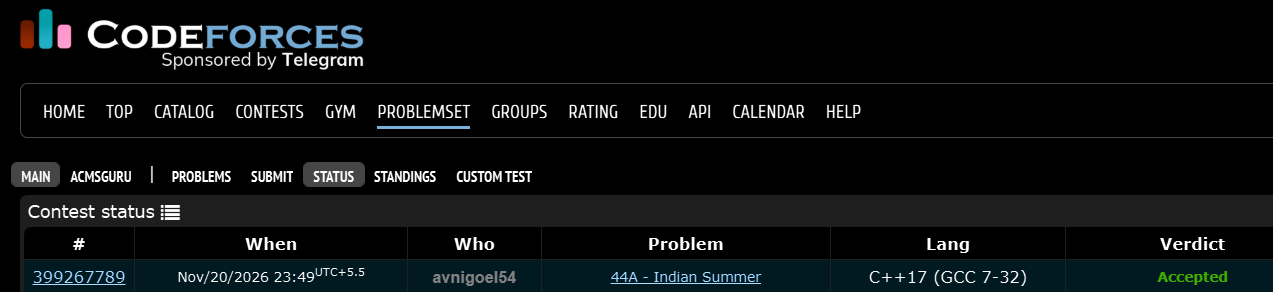 CODEFORCES
Sponsored by Telegram
HOME TOP CATALOG CONTESTS GYM PROBLEMSET GROUPS RATING EDU API CALENDAR HELP
MAIN ACMSGURU | PROBLEMS SUBMIT STATUS STANDINGS CUSTOM TEST
Contest status
# When Who Problem Lang Verdict
399267789 Nov/20/2026 23:49UTC+5.5 avnigoel54 44A - Indian Summer C++17 (GCC 7-32) Accepted